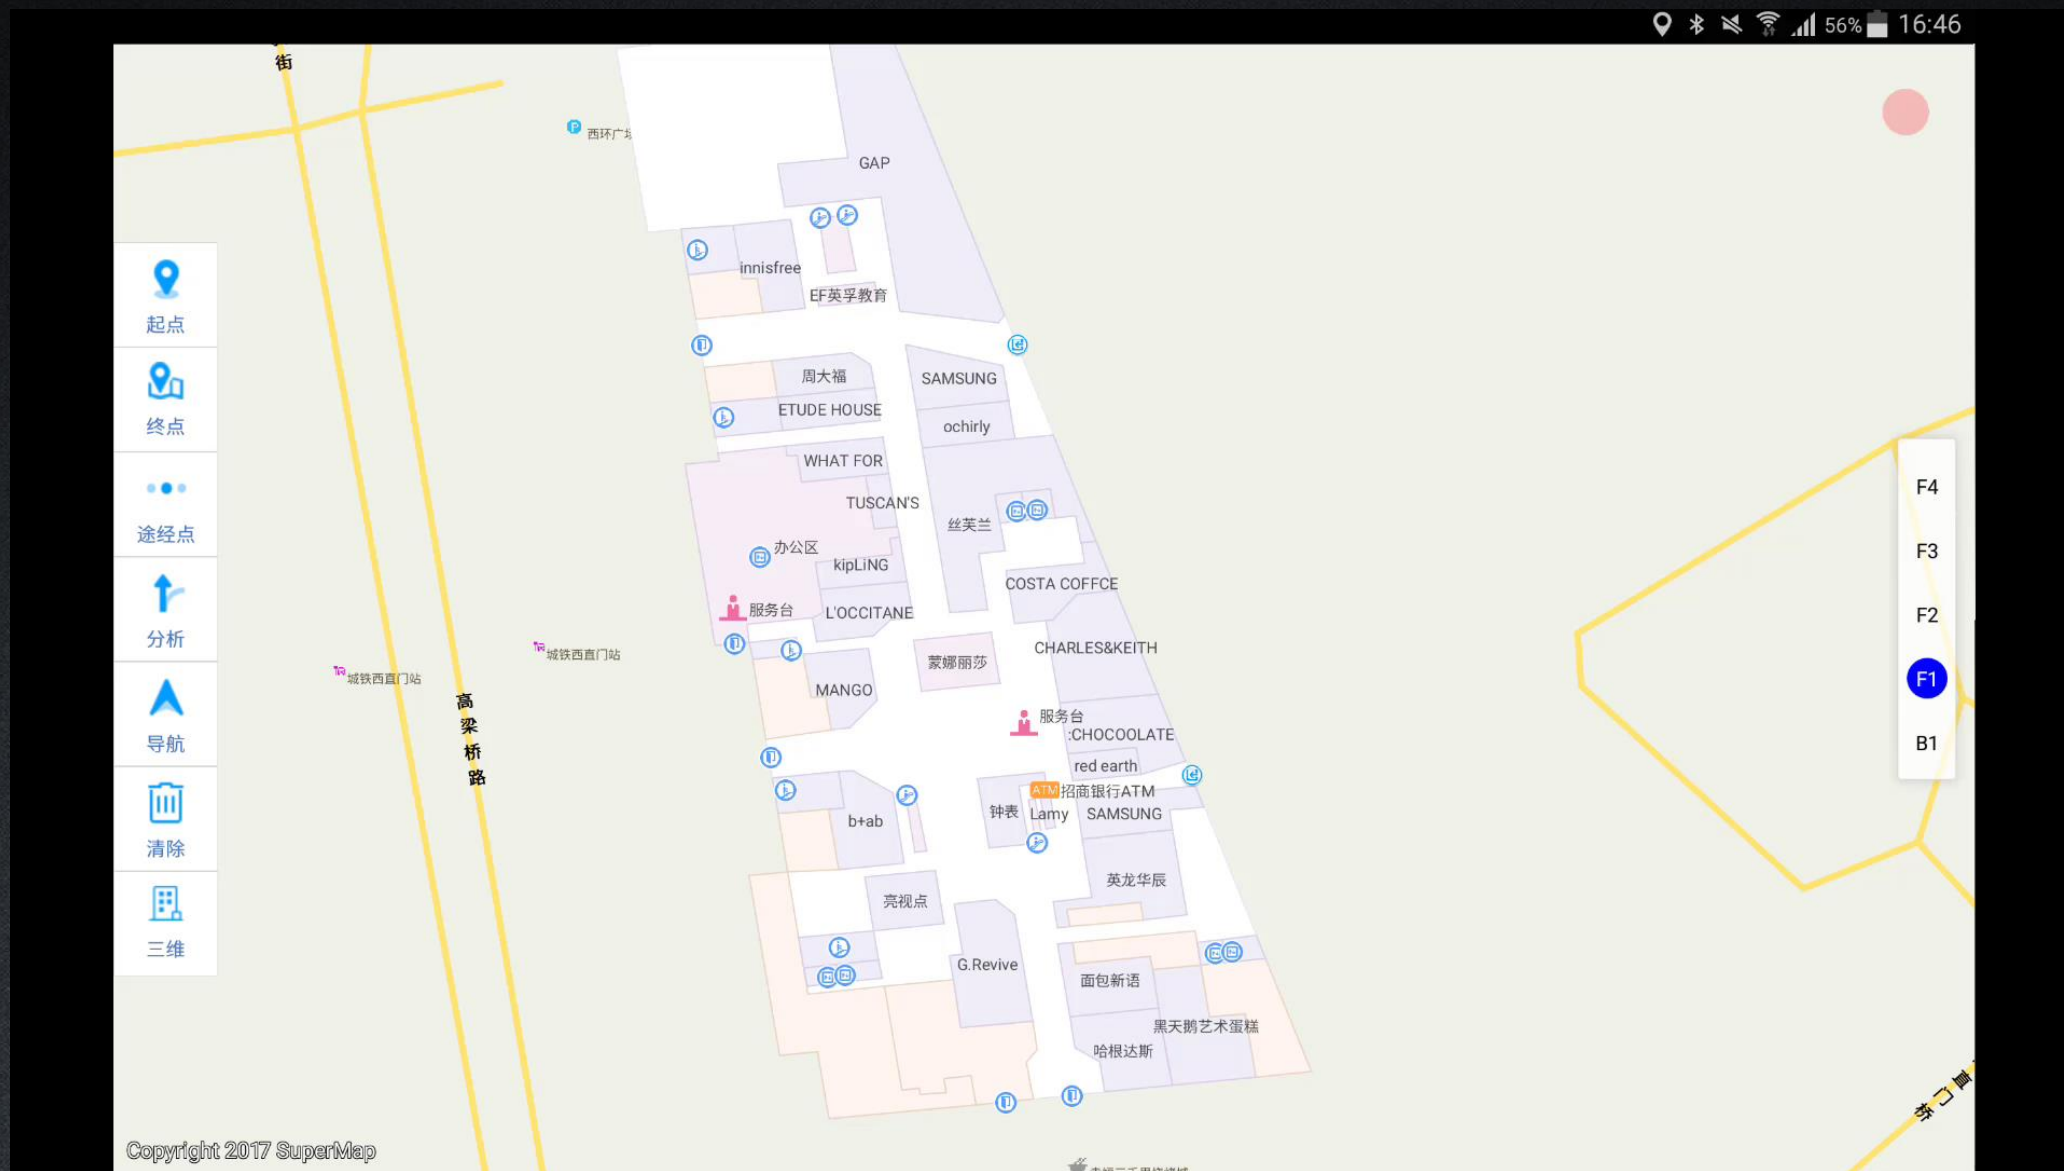 56% 16:46
街
西环广场
GAP
innisfree
EF英孚教育
起点
周大福
SAMSUNG
ETUDE HOUSE
ochirly
终点
WHAT FOR
TUSCAN'S
丝芙兰
途经点
办公区
kipLiNG
COSTA COFFCE
服务台
L'OCCITANE
分析
城铁西直门站
城铁西直门站
蒙娜丽莎
CHARLES&KEITH
MANGO
高梁桥路
服务台
:CHOCOOLATE
导航
red earth
ATM 招商银行ATM
钟表
Lamy
SAMSUNG
b+ab
清除
英龙华辰
亮视点
三维
G.Revive
面包新语
黑天鹅艺术蛋糕
哈根达斯
F4
F3
F2
F1
B1
直门桥
Copyright 2017 SuperMap